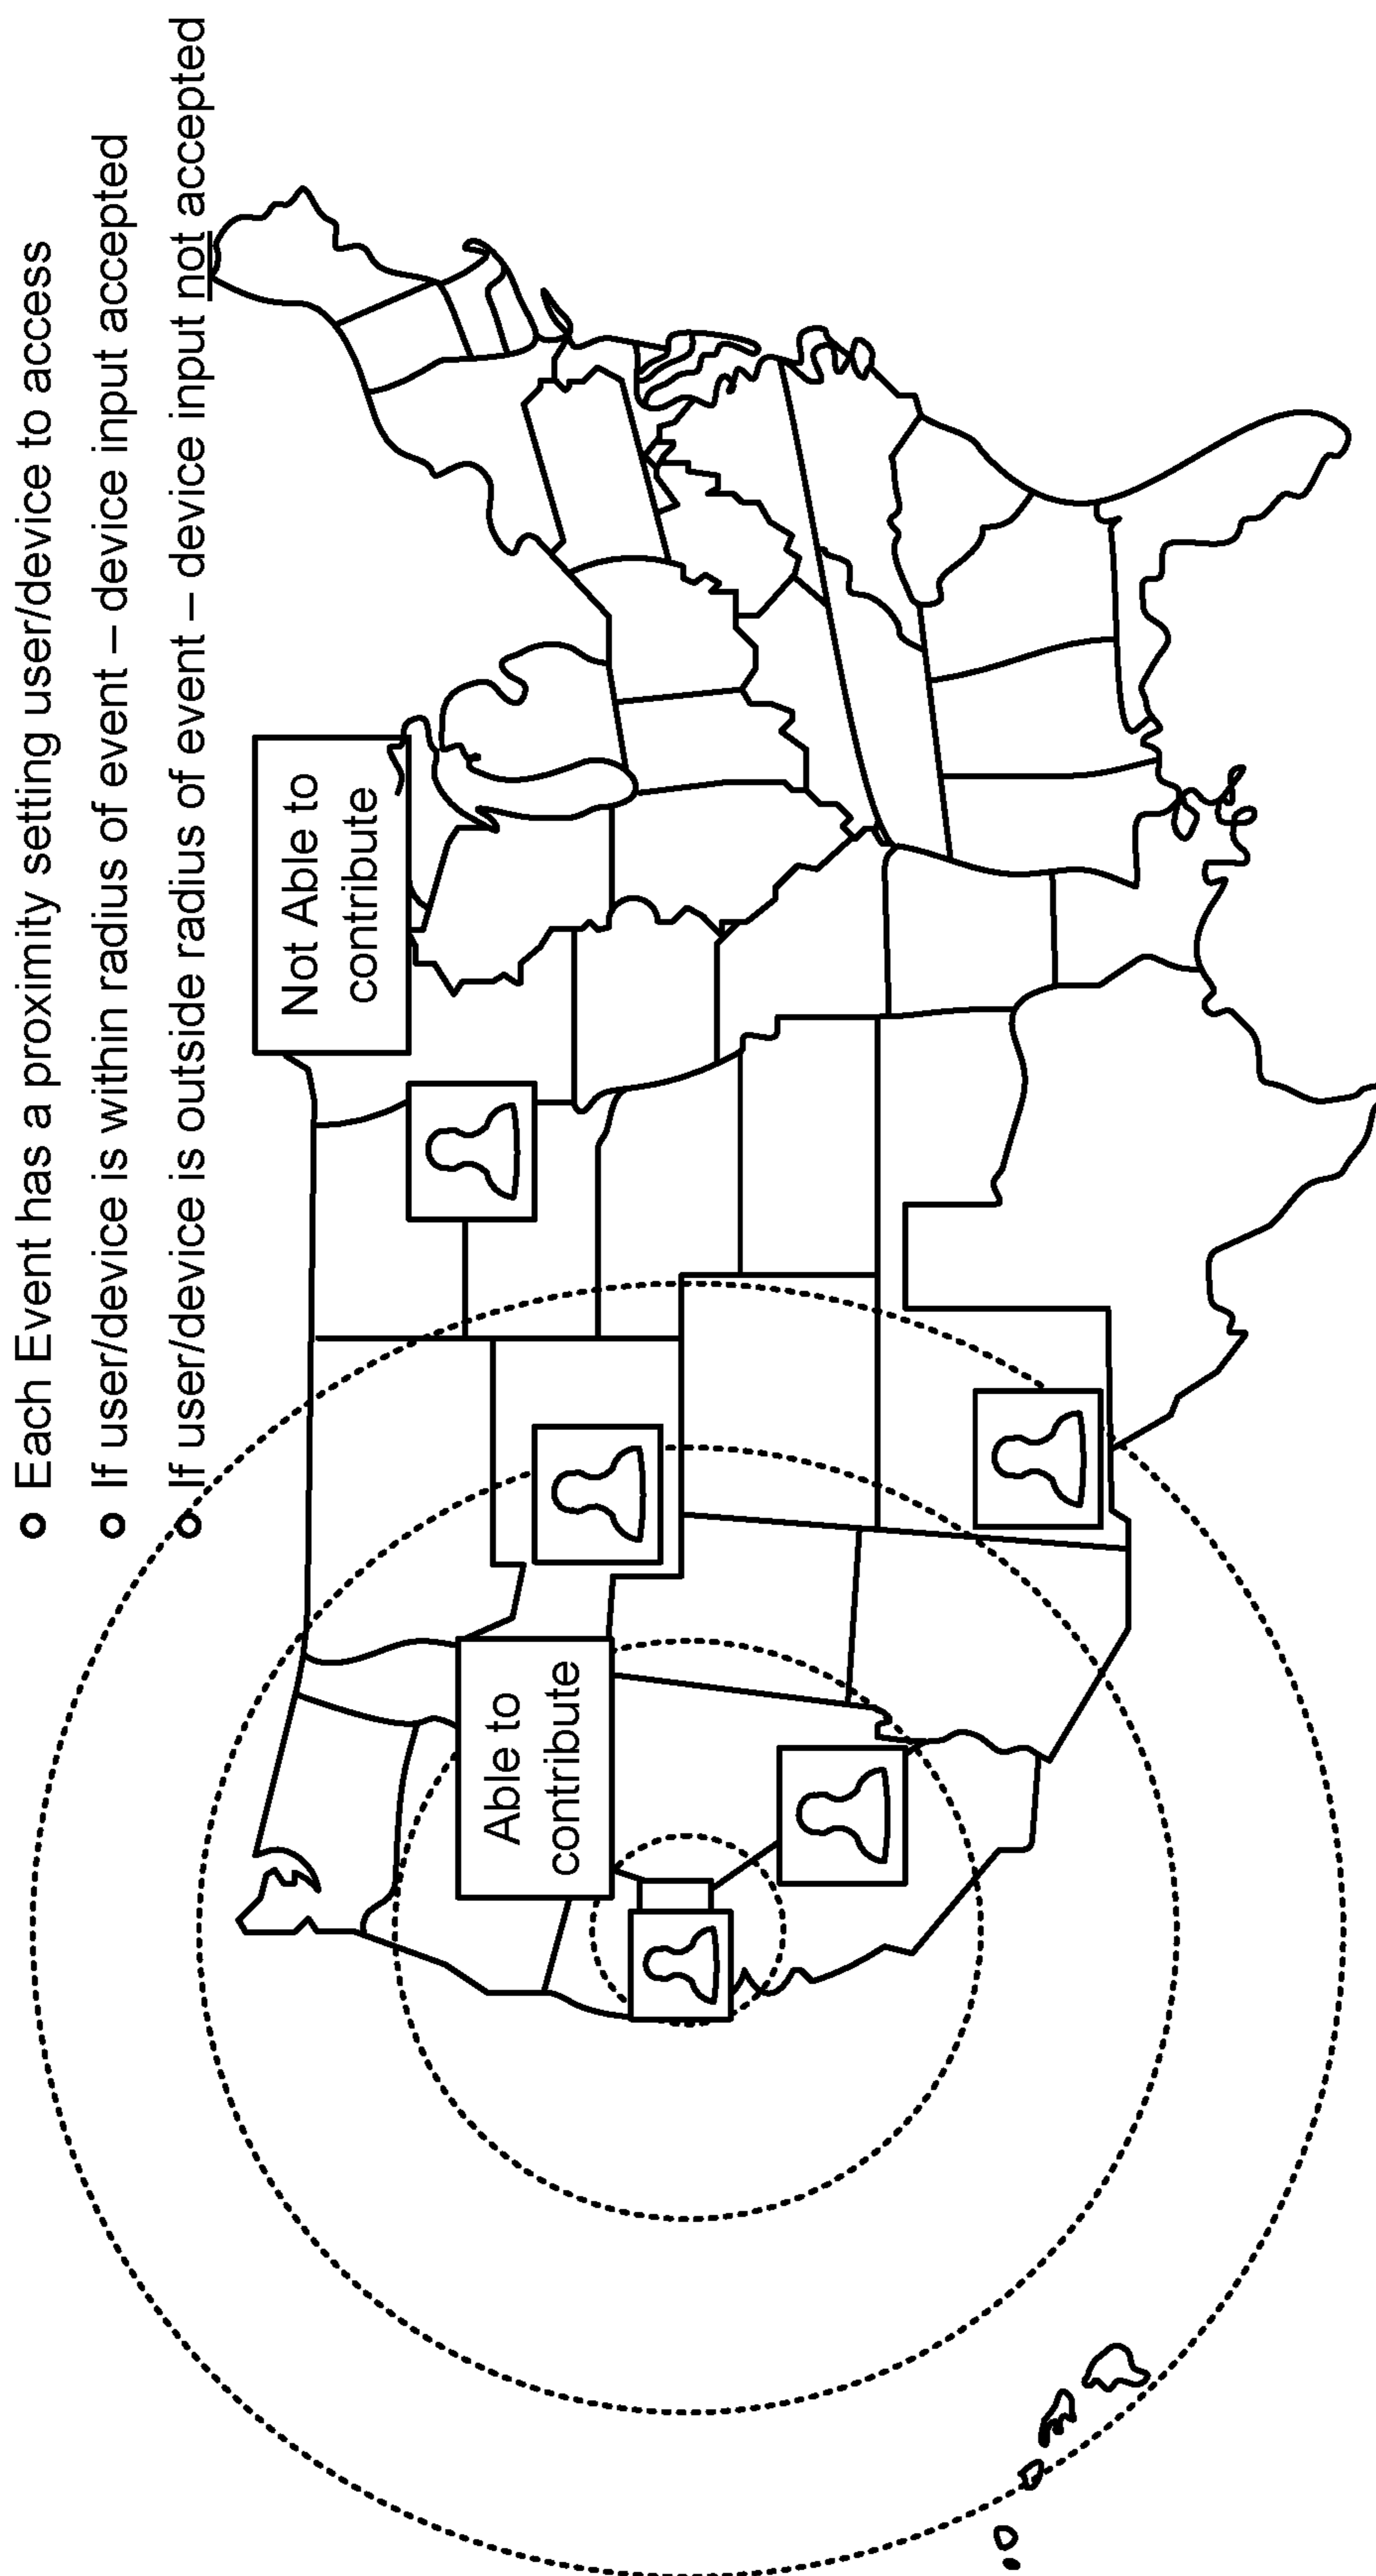 Each Event has a proximity setting user/device to access
If user/device is within radius of event – device input accepted
If user/device is outside radius of event – device input not accepted
Not Able to
contribute
Able to
contribute